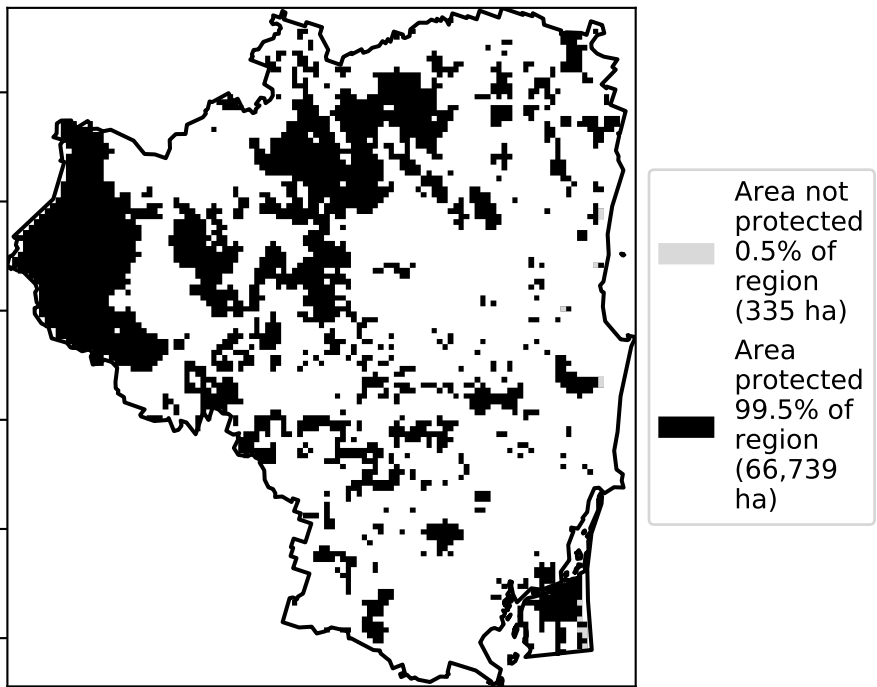 Area not
protected
0.5% of
region
(335 ha)
Area
protected
99.5% of
region
(66,739
ha)